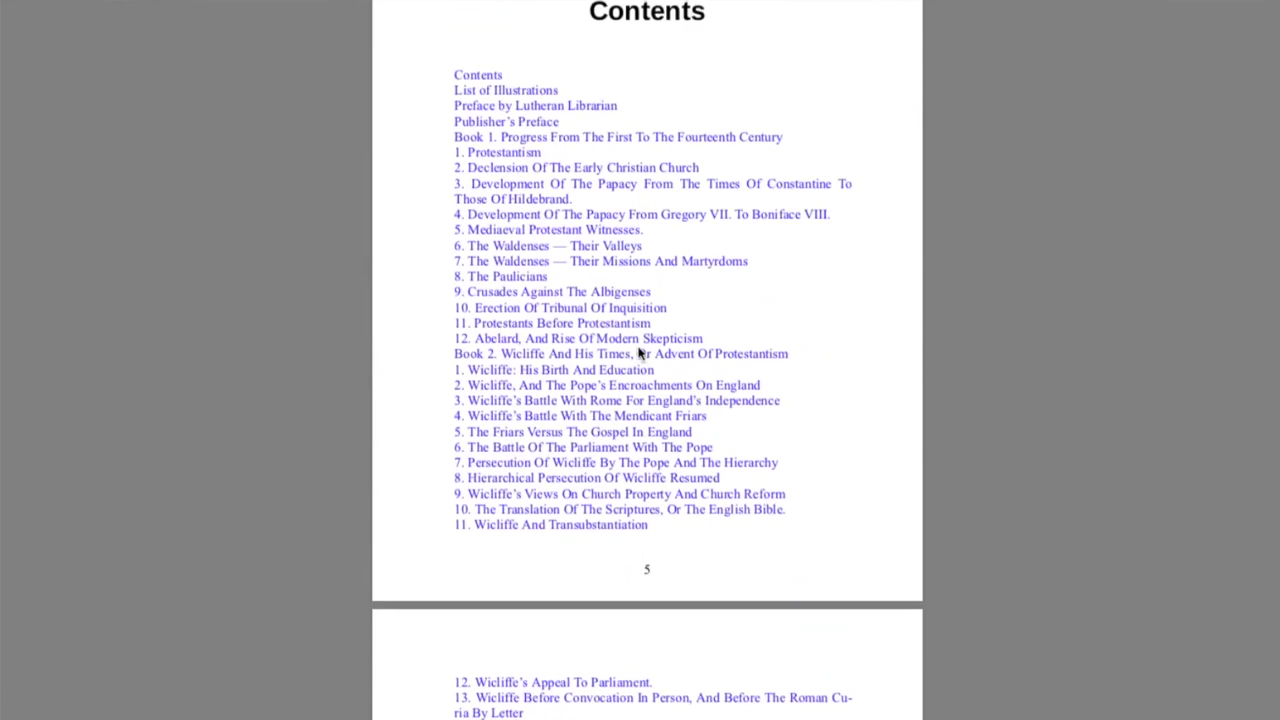 Contents
Contents
List of Illustrations
Preface by Lutheran Librarian
Publisher’s Preface
Book 1. Progress From The First To The Fourteenth Century
1. Protestantism
2. Declension Of The Early Christian Church
3. Development Of The Papacy From The Times Of Constantine To
Those Of Hildebrand.
4. Development Of The Papacy From Gregory VII. To Boniface VIII.
5. Mediaeval Protestant Witnesses.
6. The Waldenses — Their Valleys
7. The Waldenses — Their Missions And Martyrdoms
8. The Paulicians
9. Crusades Against The Albigenses
10. Erection Of Tribunal Of Inquisition
11. Protestants Before Protestantism
12. Abelard, And Rise Of Modern Skepticism
Book 2. Wicliffe And His Times, Or Advent Of Protestantism
1. Wicliffe: His Birth And Education
2. Wicliffe, And The Pope’s Encroachments On England
3. Wicliffe’s Battle With Rome For England’s Independence
4. Wicliffe’s Battle With The Mendicant Friars
5. The Friars Versus The Gospel In England
6. The Battle Of The Parliament With The Pope
7. Persecution Of Wicliffe By The Pope And The Hierarchy
8. Hierarchical Persecution Of Wicliffe Resumed
9. Wicliffe’s Views On Church Property And Church Reform
10. The Translation Of The Scriptures, Or The English Bible.
11. Wicliffe And Transubstantiation
5
12. Wicliffe’s Appeal To Parliament.
13. Wicliffe Before Convocation In Person, And Before The Roman Cu-
ria By Letter